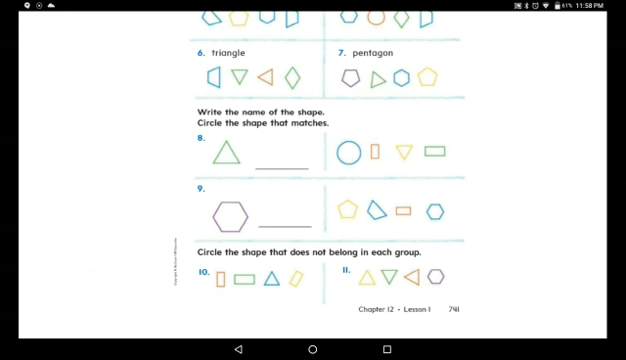 61% 11:58 PM
6. triangle
7. pentagon
Write the name of the shape.
Circle the shape that matches.
8.
9.
Circle the shape that does not belong in each group.
10.
11.
Chapter 12 • Lesson 1 741